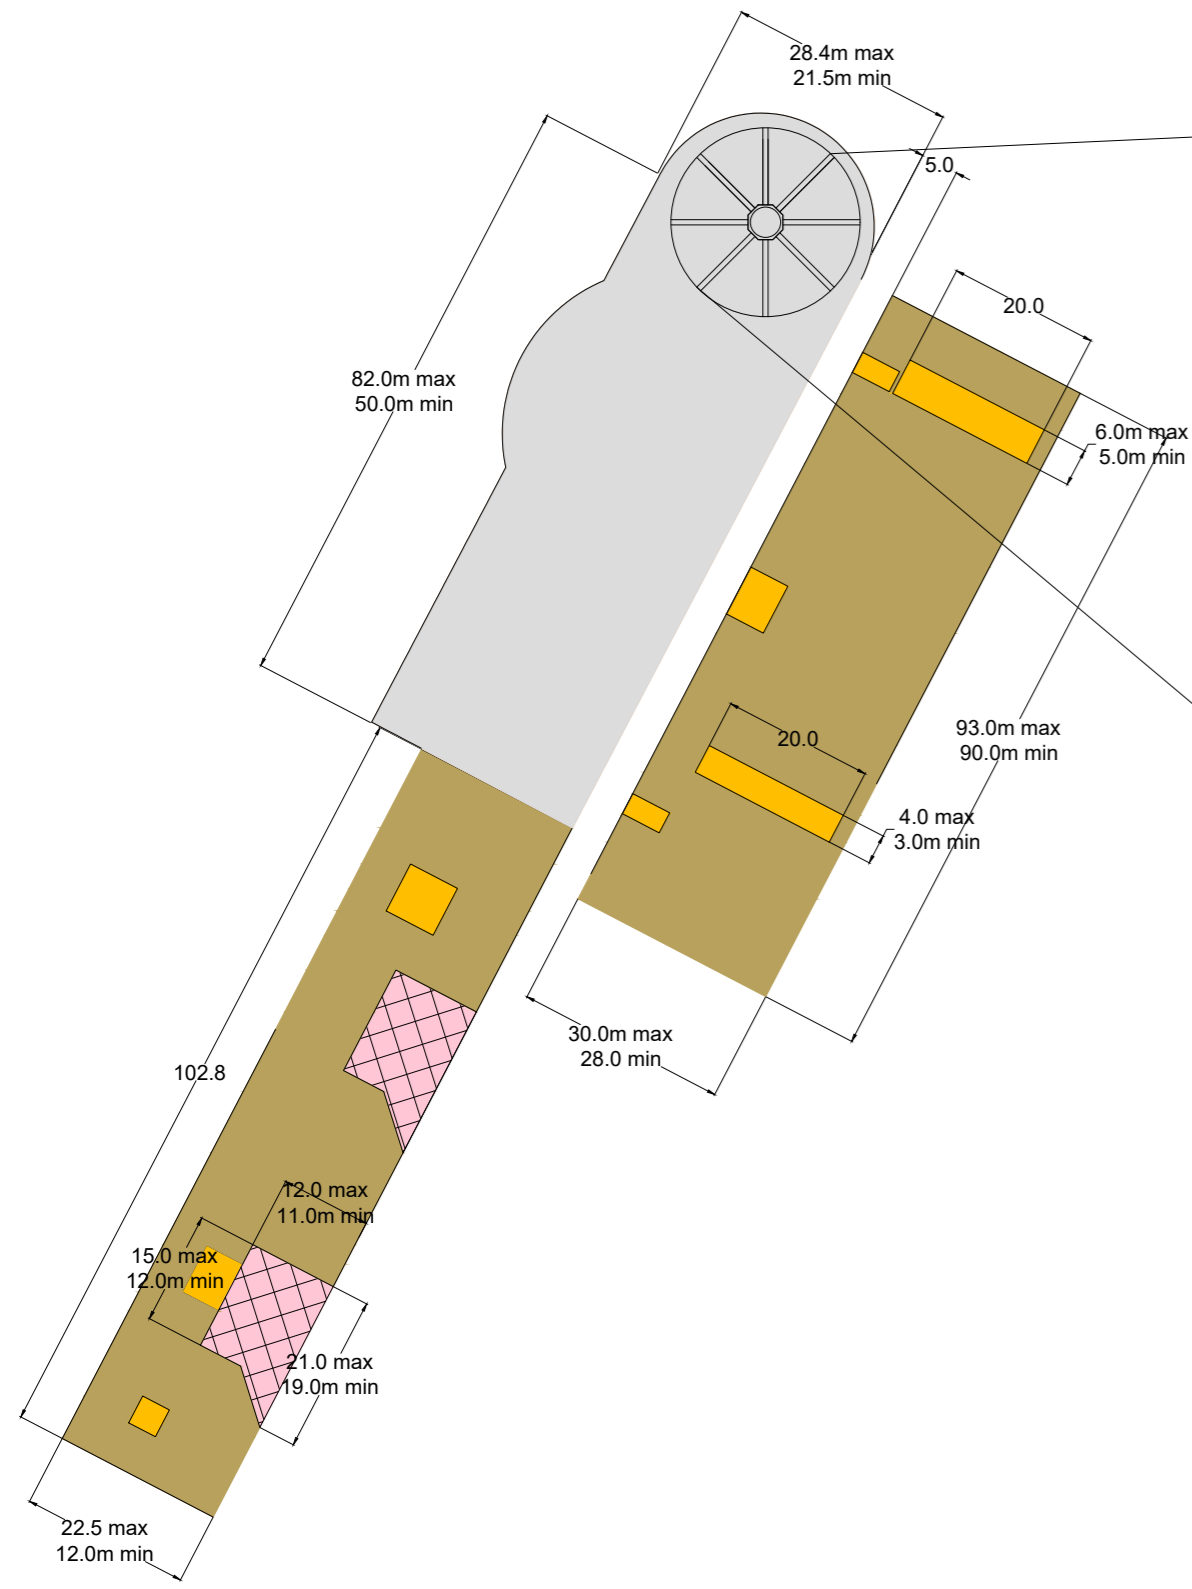 28.4m max
21.5m min
5.0
20.0
82.0m max
50.0m min
6.0m max
5.0m min
93.0m max
90.0m min
20.0
4.0 max
3.0m min
30.0m max
28.0 min
102.8
12.0 max
11.0m min
15.0 max
12.0m min
21.0 max
19.0m min
22.5 max
12.0m min